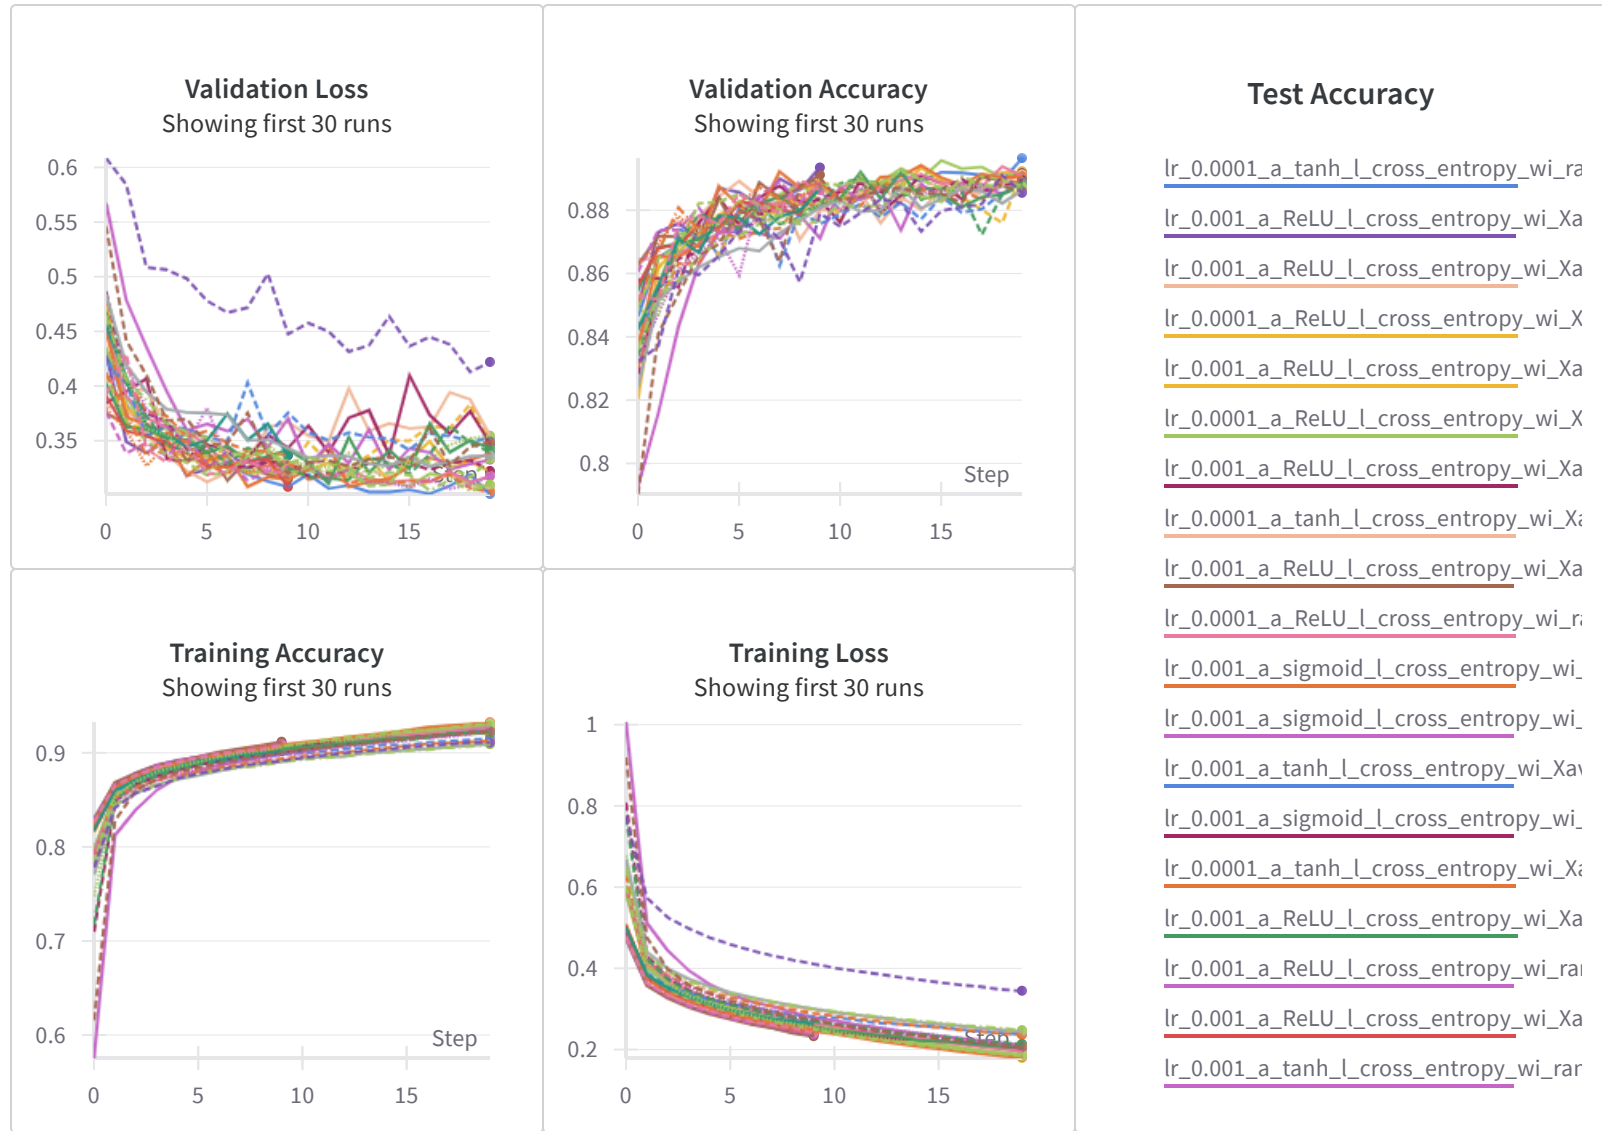 Validation Loss
Showing first 30 runs
0.6
0.55
0.5
0.45
0.4
0.35
Step
0 5 10 15
Validation Accuracy
Showing first 30 runs
0.88
0.86
0.84
0.82
0.8
Step
0 5 10 15
Test Accuracy
lr_0.0001_a_tanh_l_cross_entropy_wi_ra
lr_0.001_a_ReLU_l_cross_entropy_wi_Xa
lr_0.001_a_ReLU_l_cross_entropy_wi_Xa
lr_0.0001_a_ReLU_l_cross_entropy_wi_X
lr_0.001_a_ReLU_l_cross_entropy_wi_Xa
lr_0.0001_a_ReLU_l_cross_entropy_wi_X
lr_0.001_a_ReLU_l_cross_entropy_wi_Xa
lr_0.0001_a_tanh_l_cross_entropy_wi_Xa
lr_0.001_a_ReLU_l_cross_entropy_wi_Xa
lr_0.0001_a_ReLU_l_cross_entropy_wi_ra
lr_0.001_a_sigmoid_l_cross_entropy_wi_
lr_0.001_a_sigmoid_l_cross_entropy_wi_
lr_0.001_a_tanh_l_cross_entropy_wi_Xav
lr_0.001_a_sigmoid_l_cross_entropy_wi_
lr_0.0001_a_tanh_l_cross_entropy_wi_Xa
lr_0.001_a_ReLU_l_cross_entropy_wi_Xa
lr_0.001_a_ReLU_l_cross_entropy_wi_ran
lr_0.001_a_ReLU_l_cross_entropy_wi_Xa
lr_0.001_a_tanh_l_cross_entropy_wi_ran
Training Accuracy
Showing first 30 runs
0.9
0.8
0.7
0.6
Step
0 5 10 15
Training Loss
Showing first 30 runs
1
0.8
0.6
0.4
0.2
Step
0 5 10 15